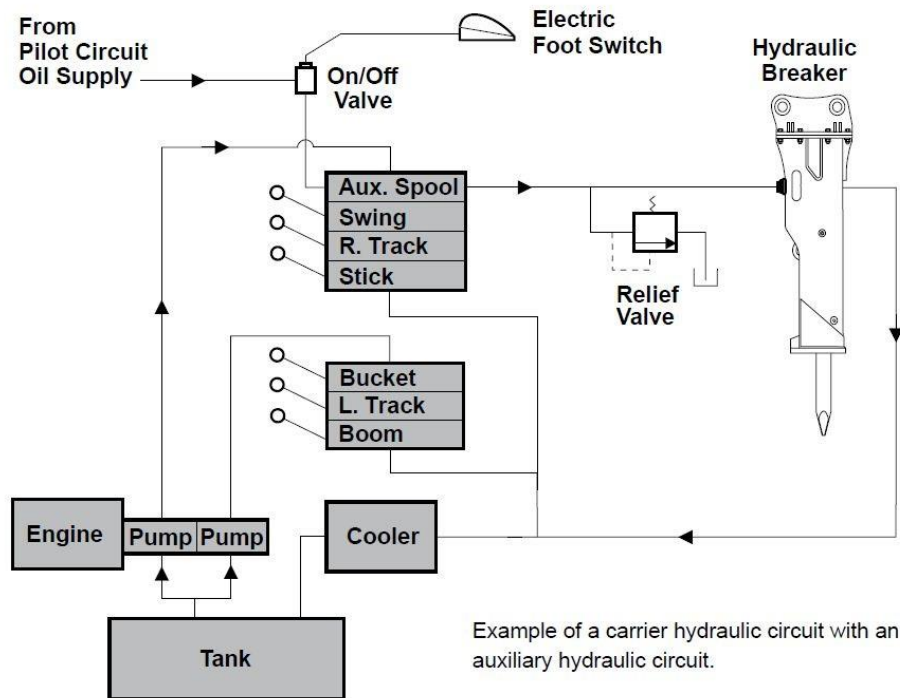 From
Pilot Circuit
Oil Supply
Electric
Foot Switch
On/Off
Valve
Hydraulic
Breaker
Aux. Spool
Swing
R. Track
Stick
Relief
Valve
Bucket
L. Track
Boom
Engine
Pump
Pump
Cooler
Tank
Example of a carrier hydraulic circuit with an
auxiliary hydraulic circuit.